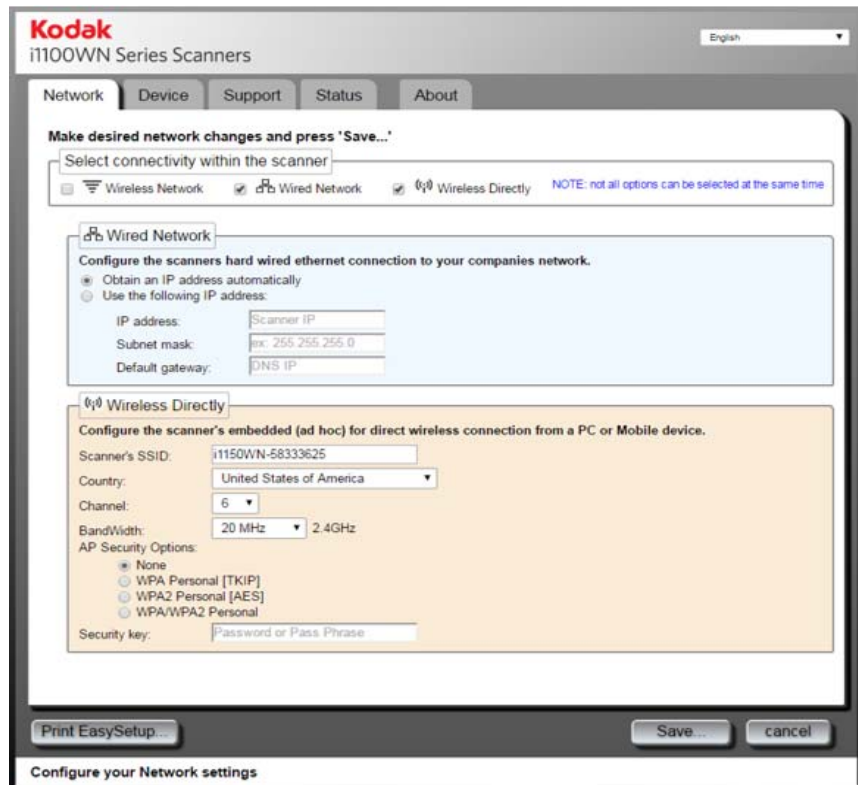 Kodak
i1100WN Series Scanners
English
Network Device Support Status About
Make desired network changes and press 'Save...'
Select connectivity within the scanner
Wireless Network Wired Network Wireless Directly NOTE: not all options can be selected at the same time
Wired Network
Configure the scanners hard wired ethernet connection to your companies network.
Obtain an IP address automatically
Use the following IP address:
IP address: Scanner IP
Subnet mask: ex: 255.255.255.0
Default gateway: DNS IP
Wireless Directly
Configure the scanner's embedded (ad hoc) for direct wireless connection from a PC or Mobile device.
Scanner's SSID: i1150WN-58333625
Country: United States of America
Channel: 6
BandWidth: 20 MHz 2.4GHz
AP Security Options:
None
WPA Personal [TKIP]
WPA2 Personal [AES]
WPA/WPA2 Personal
Security key: Password or Pass Phrase
Print EasySetup... Save... cancel
Configure your Network settings